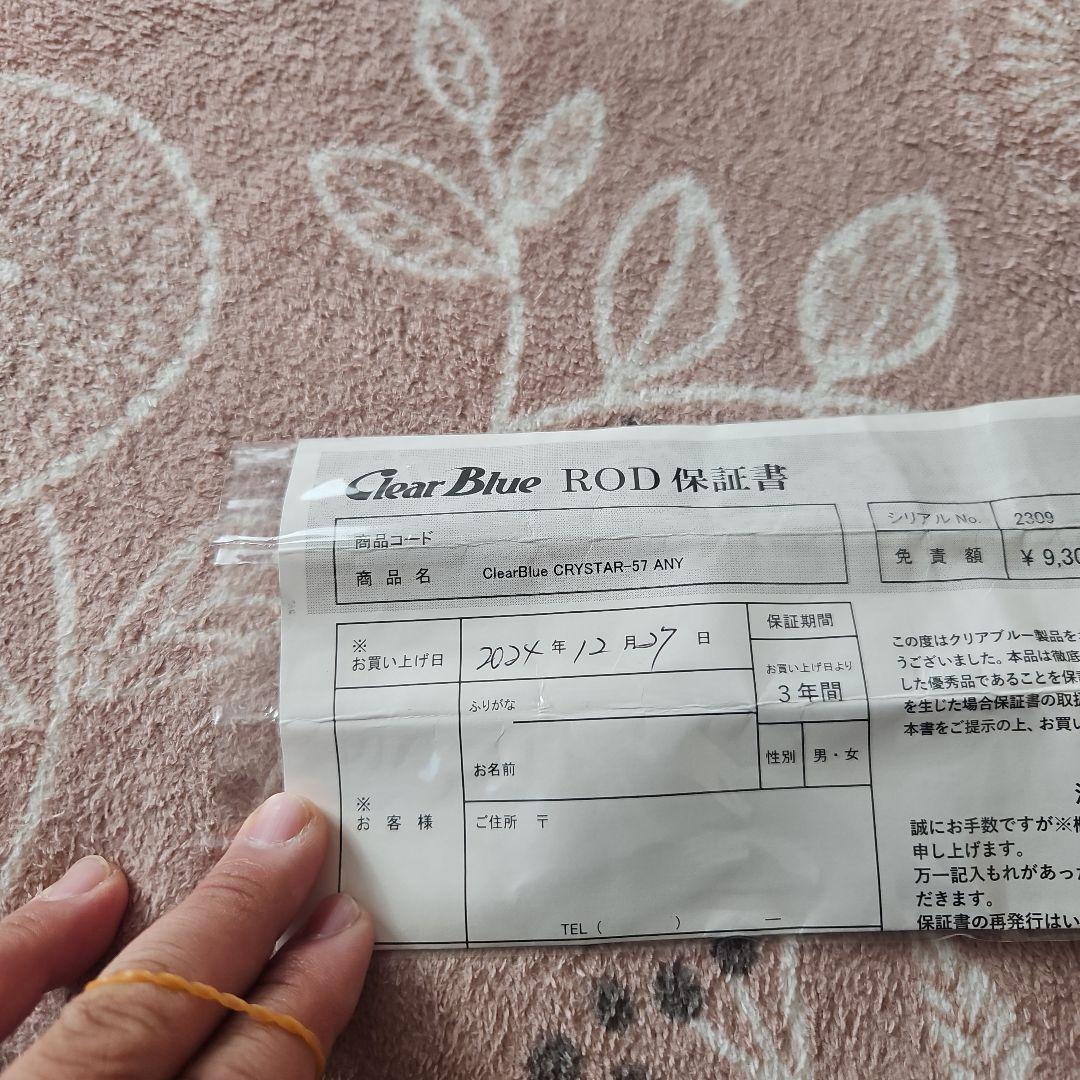 Clear Blue ROD 保証書
商品コード
商品名 ClearBlue CRYSTAR-57 ANY
シリアルNo. 2309
免責額 ¥9,30
※
お買い上げ日 2024年12月27日
保証期間
お買い上げ日より
3年間
ふりがな
お名前
性別 男・女
※
お客様
ご住所 〒
TEL ( ) ー
この度はクリアブルー製品を
うございました。本品は徹底
した優秀品であることを保
を生じた場合保証書の取
本書をご提示の上、お買い
誠にお手数ですが※
申し上げます。
万一記入もれがあっ
だきます。
保証書の再発行はい